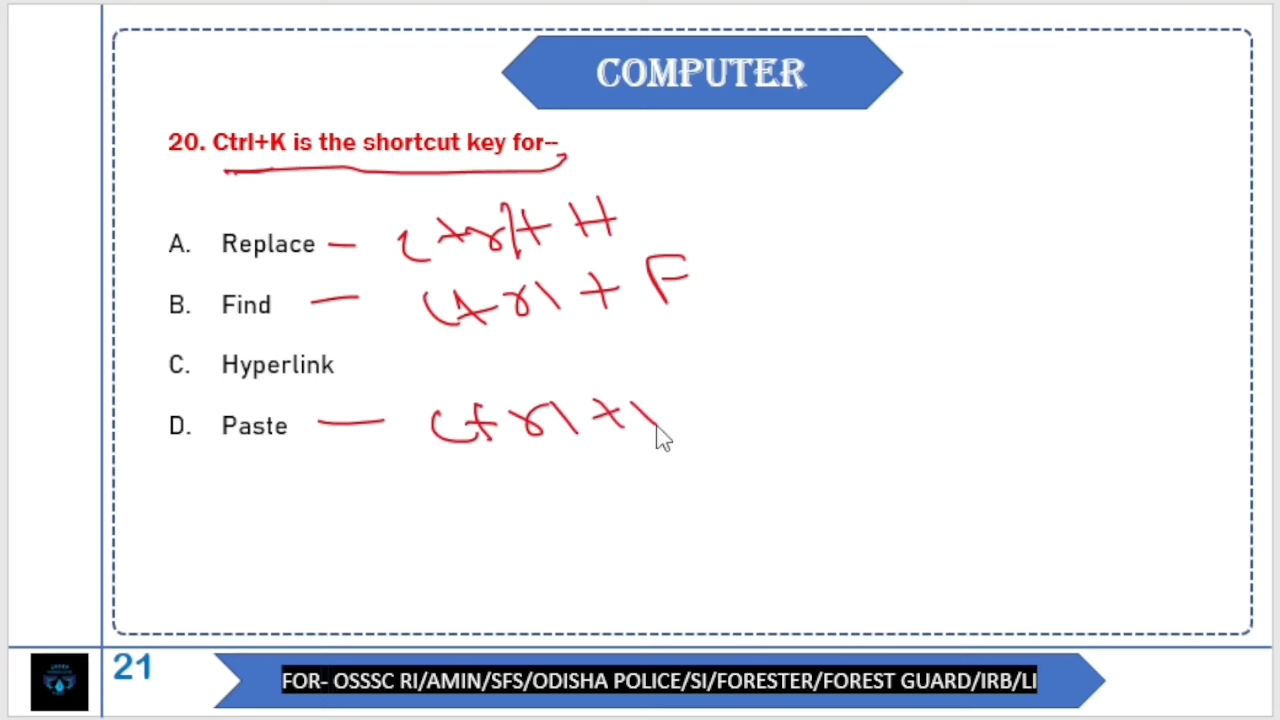 COMPUTER
20. Ctrl+K is the shortcut key for--
A. Replace — Ctrl+ H
B. Find — Ctrl + F
C. Hyperlink
D. Paste — Ctrl +
21
FOR- OSSSC RI/AMIN/SFS/ODISHA POLICE/SI/FORESTER/FOREST GUARD/IRB/LI